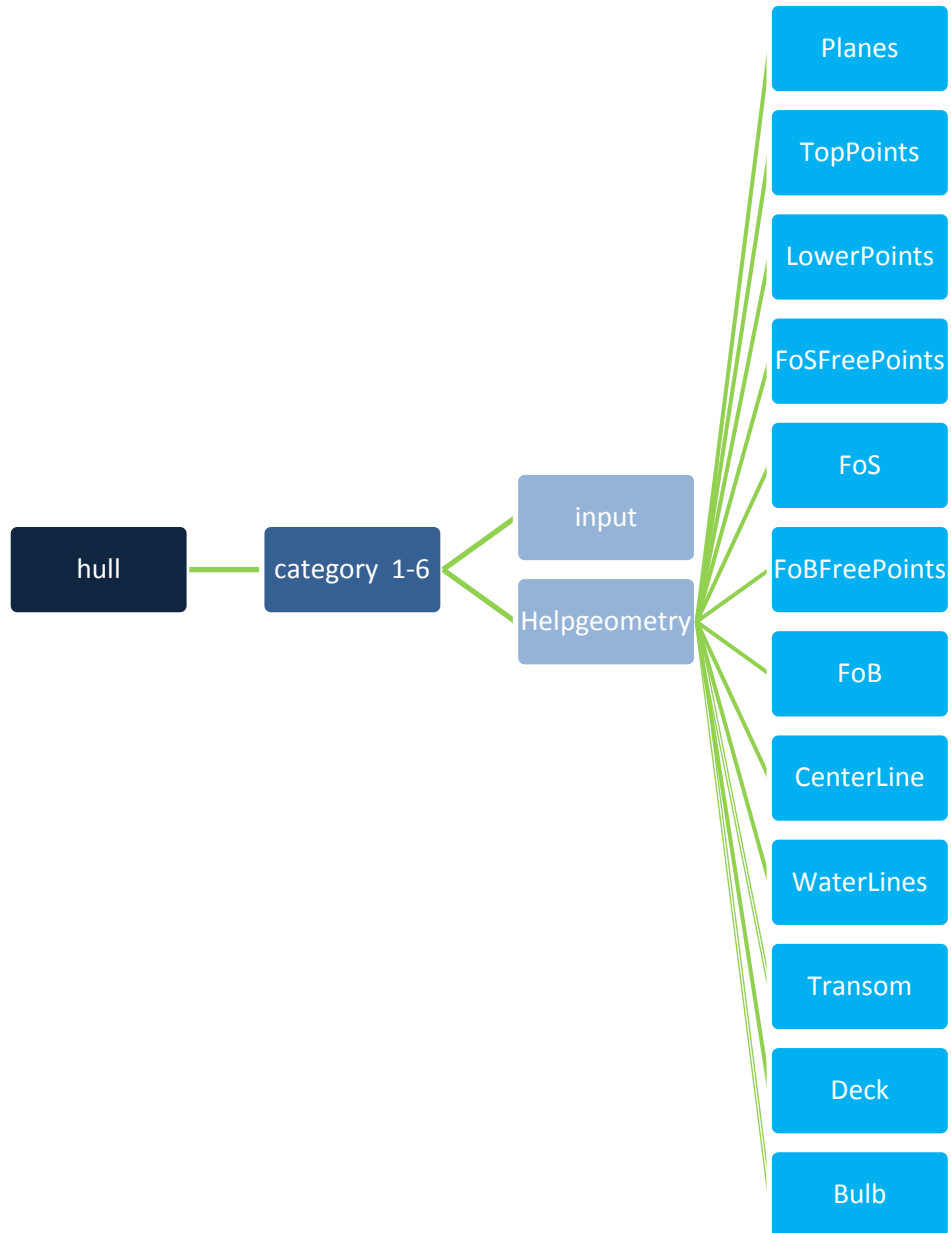 Planes
TopPoints
LowerPoints
FoSFreePoints
FoS
input
hull
category 1-6
FoBFreePoints
Helpgeometry
FoB
CenterLine
WaterLines
Transom
Deck
Bulb